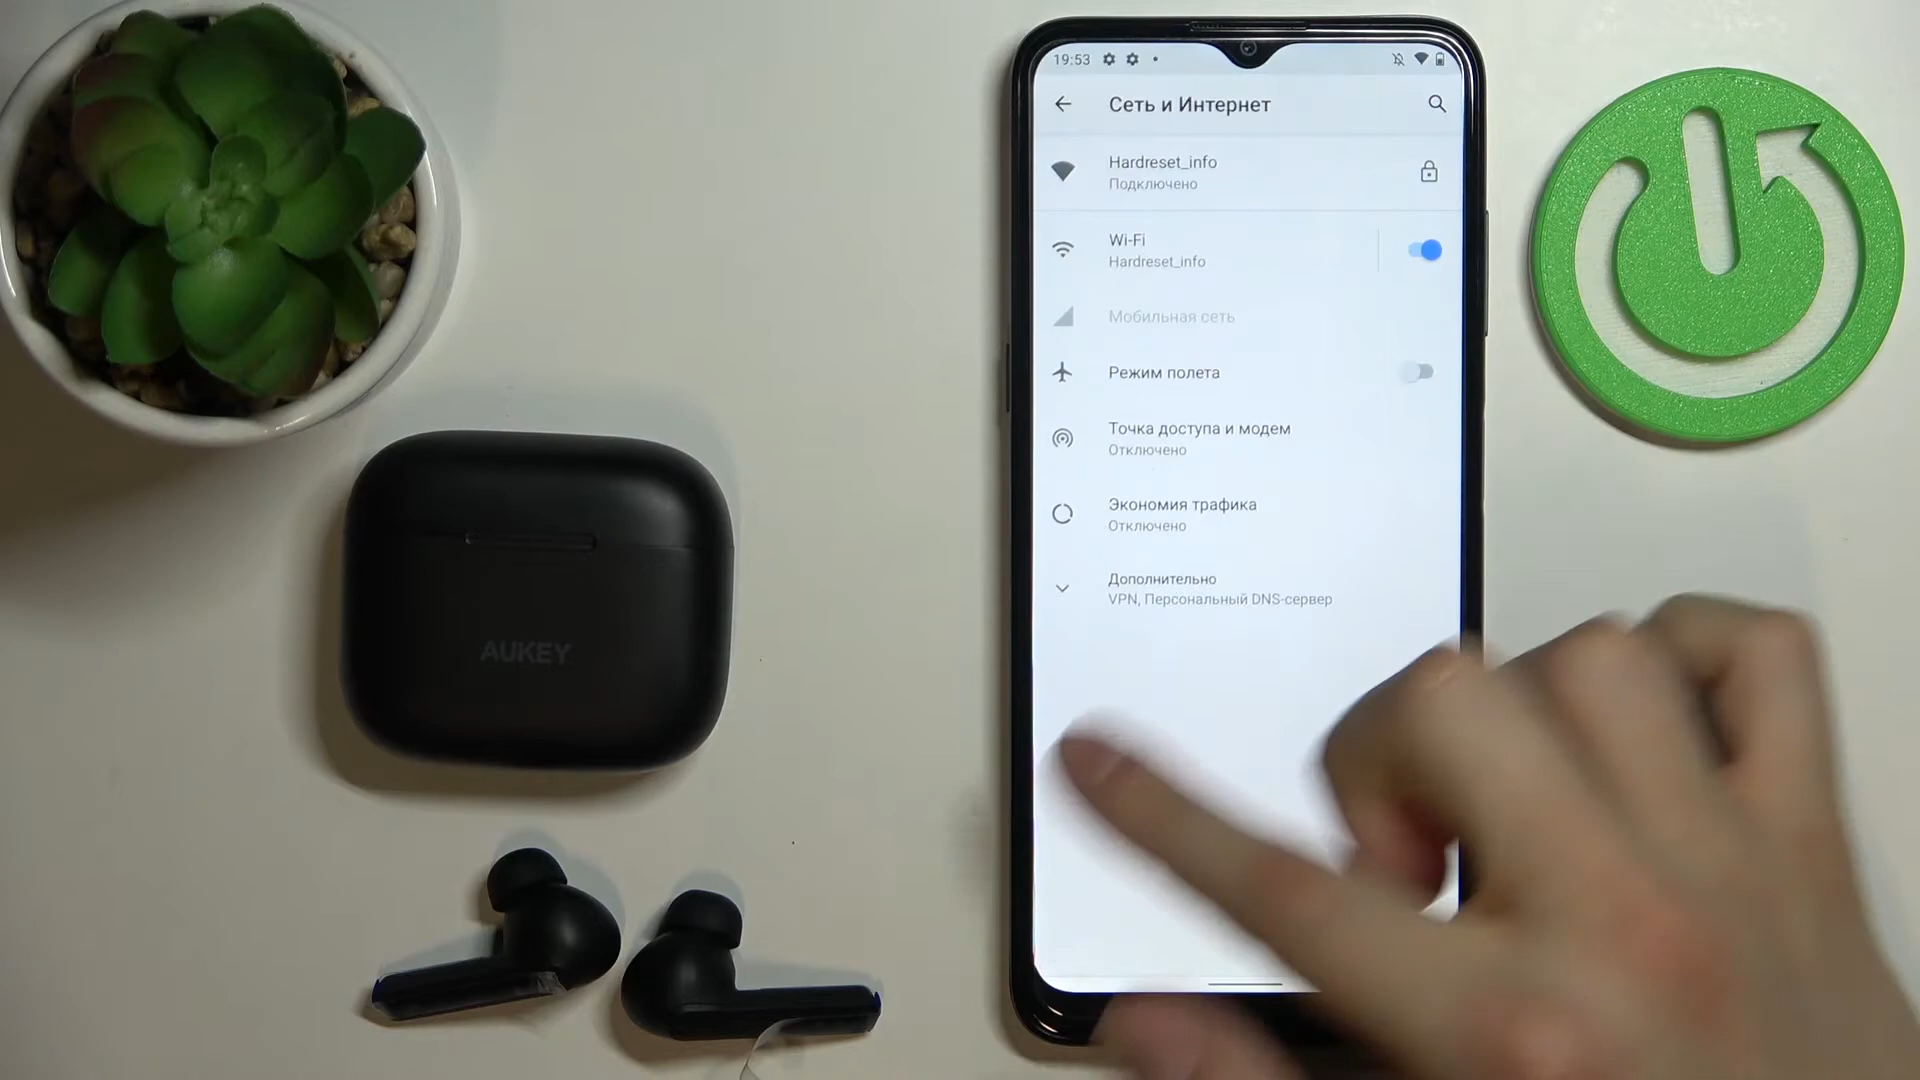 19:53
Сеть и Интернет
Hardreset_info
Подключено
Wi-Fi
Hardreset_info
Мобильная сеть
Режим полета
Точка доступа и модем
Отключено
Экономия трафика
Отключено
Дополнительно
VPN, Персональный DNS-сервер
AUKEY